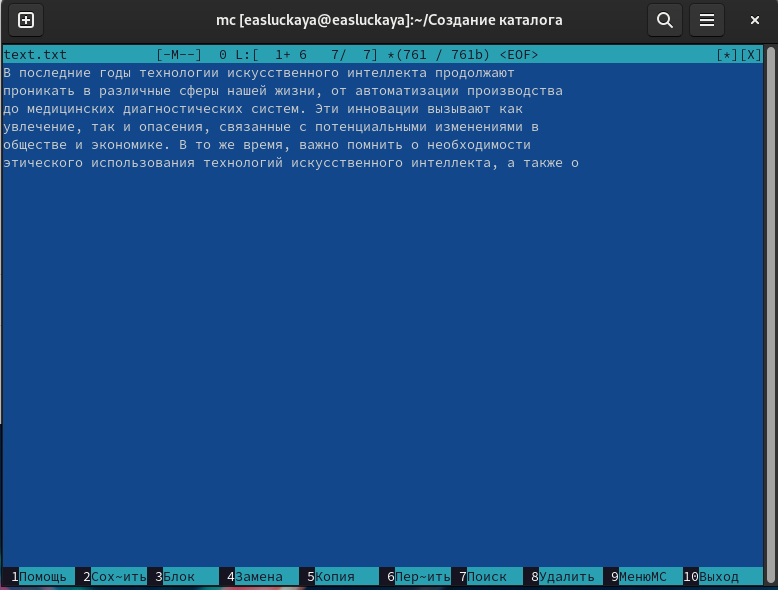 mc [easluckaya@easluckaya]:~/Создание каталога
text.txt [-M--] 0 L:[ 1+ 6 7/ 7] *(761 / 761b) <EOF> [*][X]
В последние годы технологии искусственного интеллекта продолжают
проникать в различные сферы нашей жизни, от автоматизации производства
до медицинских диагностических систем. Эти инновации вызывают как
увлечение, так и опасения, связанные с потенциальными изменениями в
обществе и экономике. В то же время, важно помнить о необходимости
этического использования технологий искусственного интеллекта, а также о
1Помощь 2Сох~ить 3Блок 4Замена 5Копия 6Пер~ить 7Поиск 8Удалить 9МенюMC 10Выход